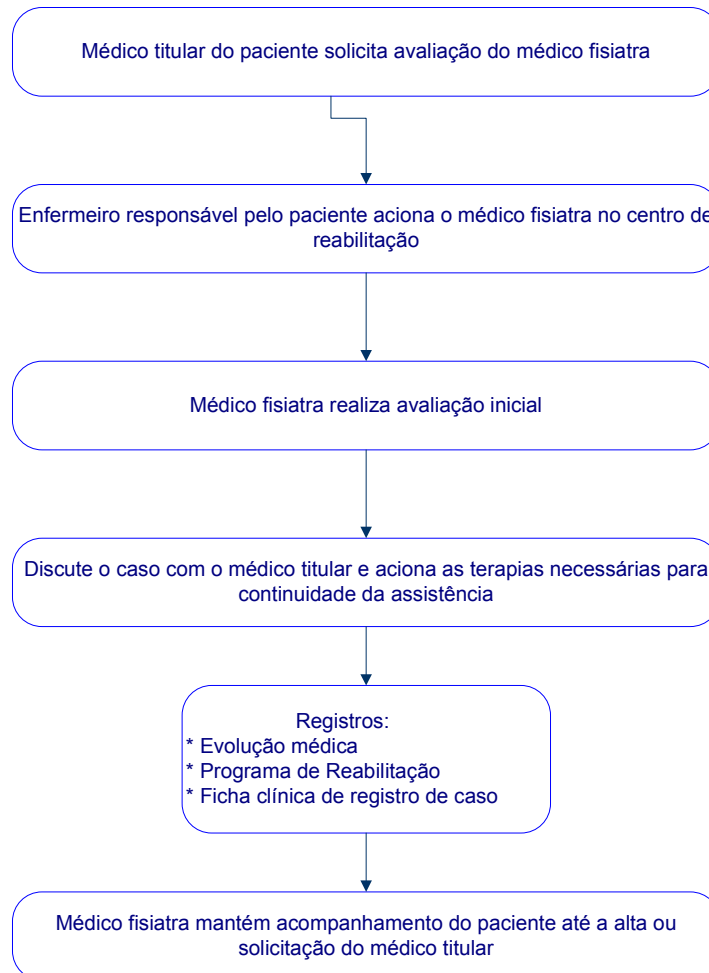 Médico titular do paciente solicita avaliação do médico fisiatra
Enfermeiro responsável pelo paciente aciona o médico fisiatra no centro de
reabilitação
Médico fisiatra realiza avaliação inicial
Discute o caso com o médico titular e aciona as terapias necessárias para
continuidade da assistência
Registros:
* Evolução médica
* Programa de Reabilitação
* Ficha clínica de registro de caso
Médico fisiatra mantém acompanhamento do paciente até a alta ou
solicitação do médico titular